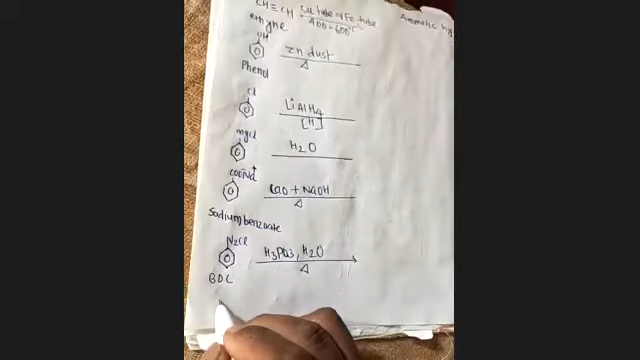 CH≡CH Cu tube or Fe tube
ethyne 400-600°C
Aromatic
OH
Zn dust
Δ
Phenol
Cl
LiAlH4
[H]
mgcl
H2O
COONa+
CaO + NaOH
Δ
Sodium benzoate
N2Cl
H3PO3, H2O
Δ
BDC